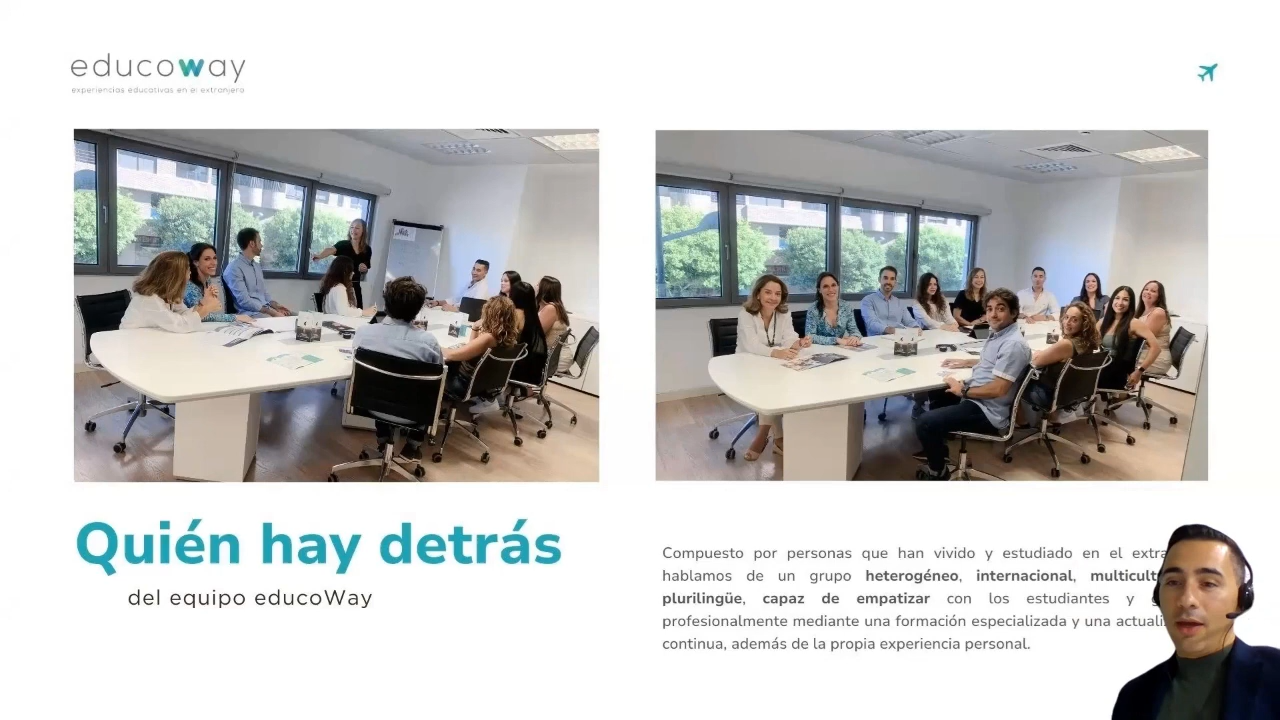 educoway
experiencias educativas en el extranjero
Quién hay detrás
del equipo educoWay
Compuesto por personas que han vivido y estudiado en el
hablamos de un grupo heterogéneo, internacional,
plurilingüe, capaz de empatizar con los estudiantes y
profesionalmente mediante una formación especializada y una
continua, además de la propia experiencia personal.